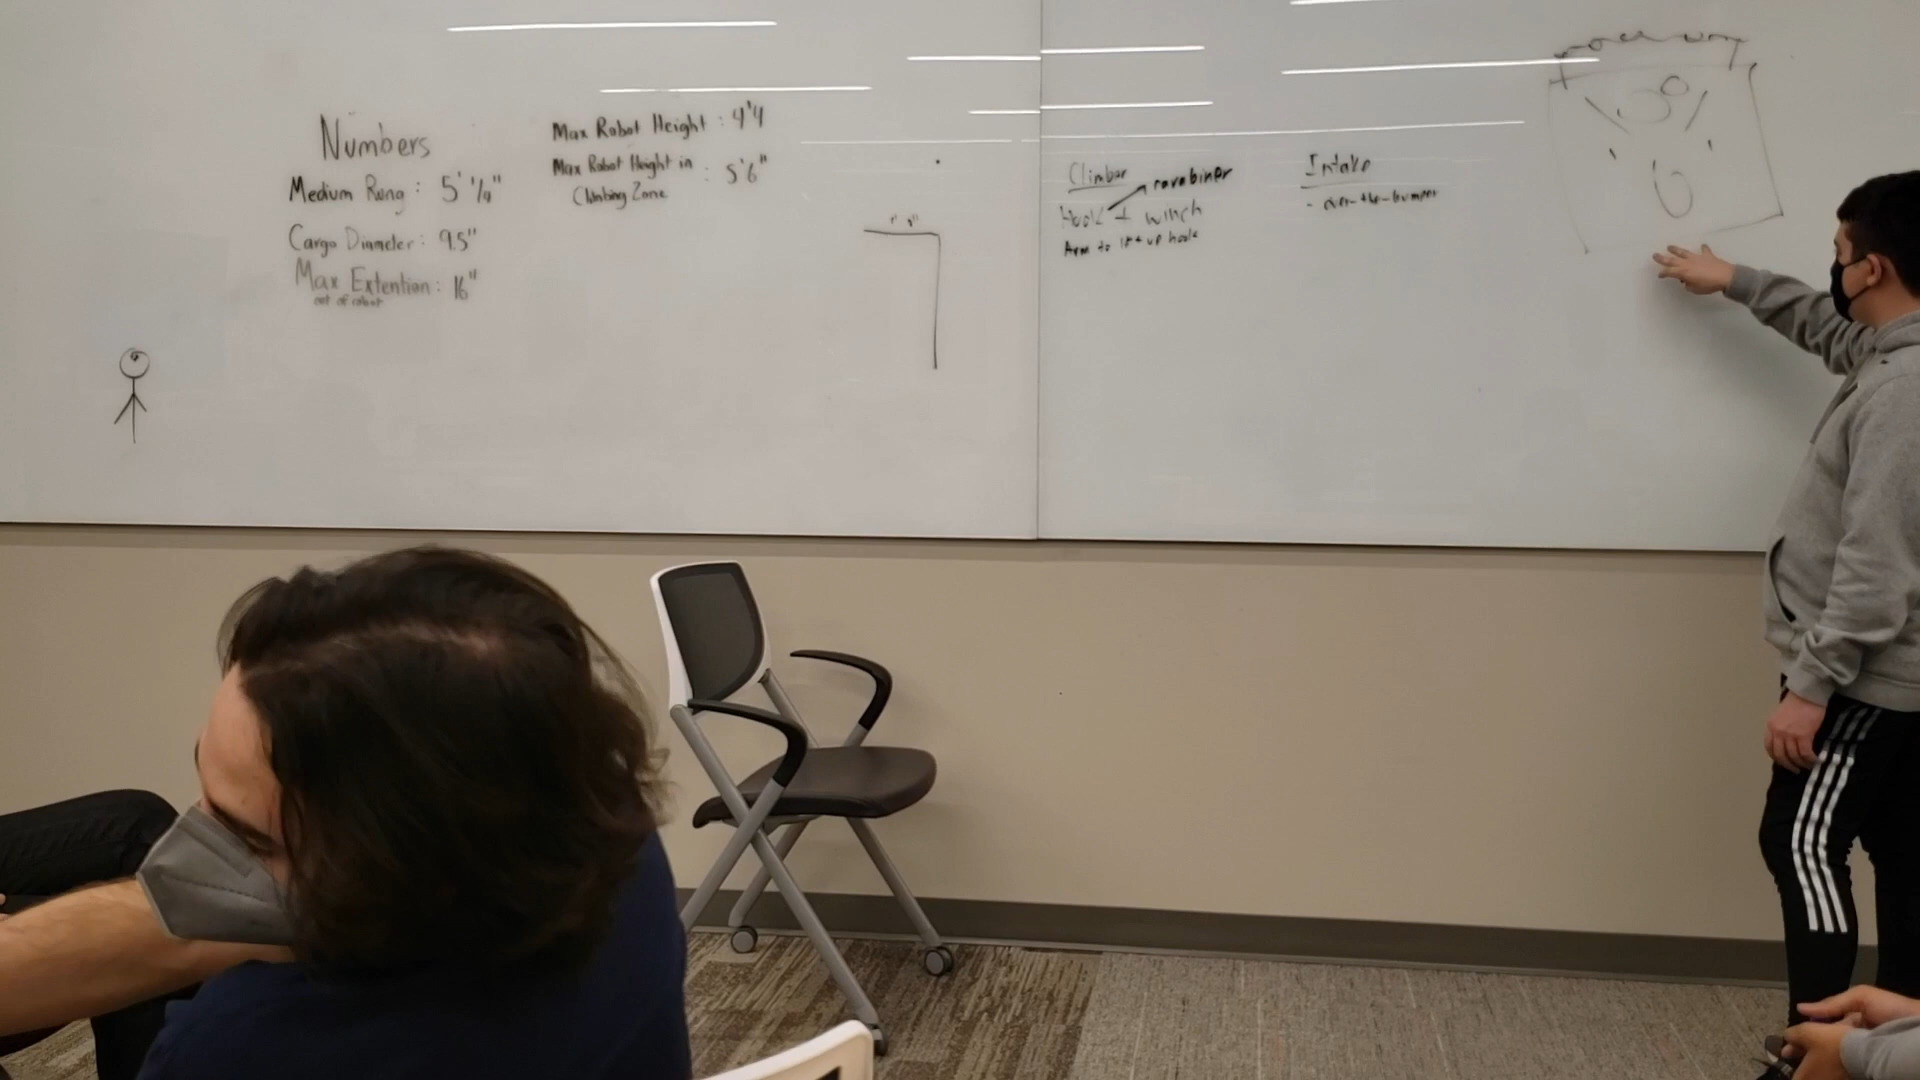 Numbers
Medium Rung: 5' 1/4"
Cargo Diameter: 9.5"
Max Extention: 16"
out of robot
Max Robot Height: 4'4
Max Robot Height in : 5'6"
Climbing Zone
Climber
carabiner
Hook + winch
Arm to lift up hook
Intake
- over-the-bumper